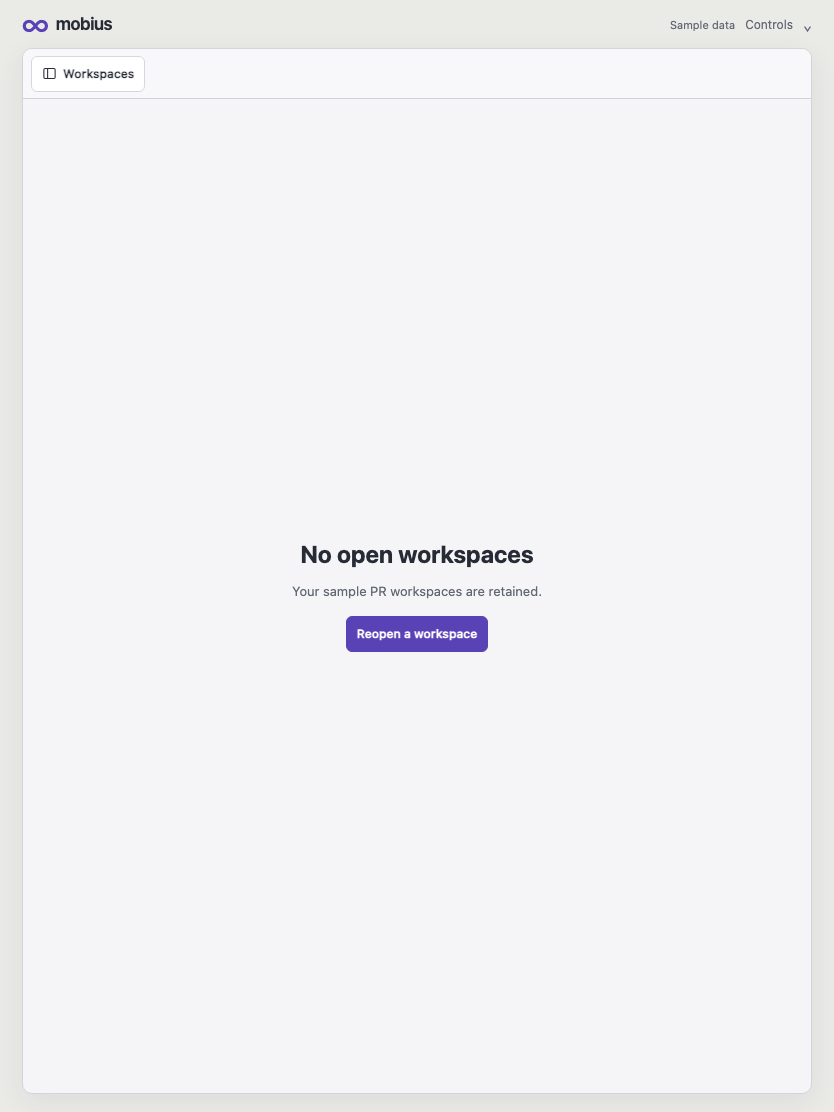 mobius
Sample data Controls
Workspaces
No open workspaces
Your sample PR workspaces are retained.
Reopen a workspace